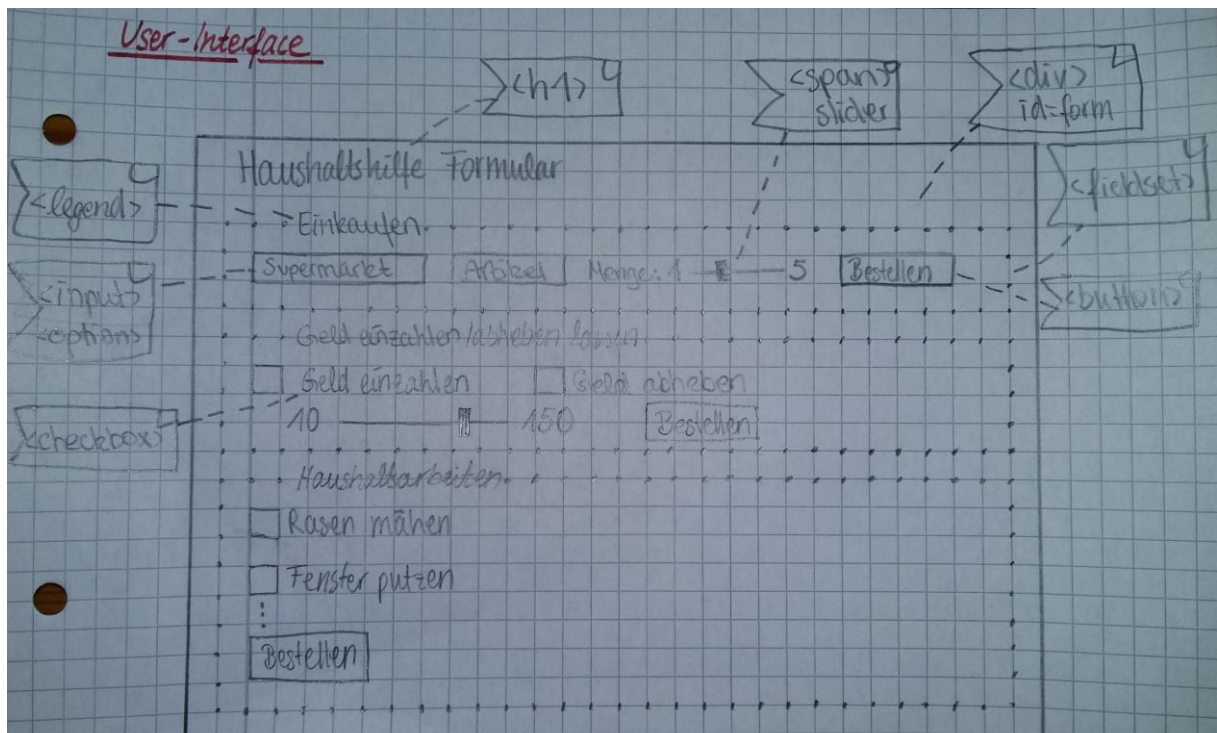 User-Interface
<h1>
<span>
slider
<div>
id=form
Haushaltshilfe Formular
<legend>
<fieldset>
Einkaufen
Supermarkt Artikel Menge: 1 5 Bestellen
<input>
<option>
<button>
Geld einzahlen/abheben lassen
Geld einzahlen Geld abheben
10 150 Bestellen
<checkbox>
Haushaltsarbeiten
Rasen mähen
Fenster putzen
Bestellen